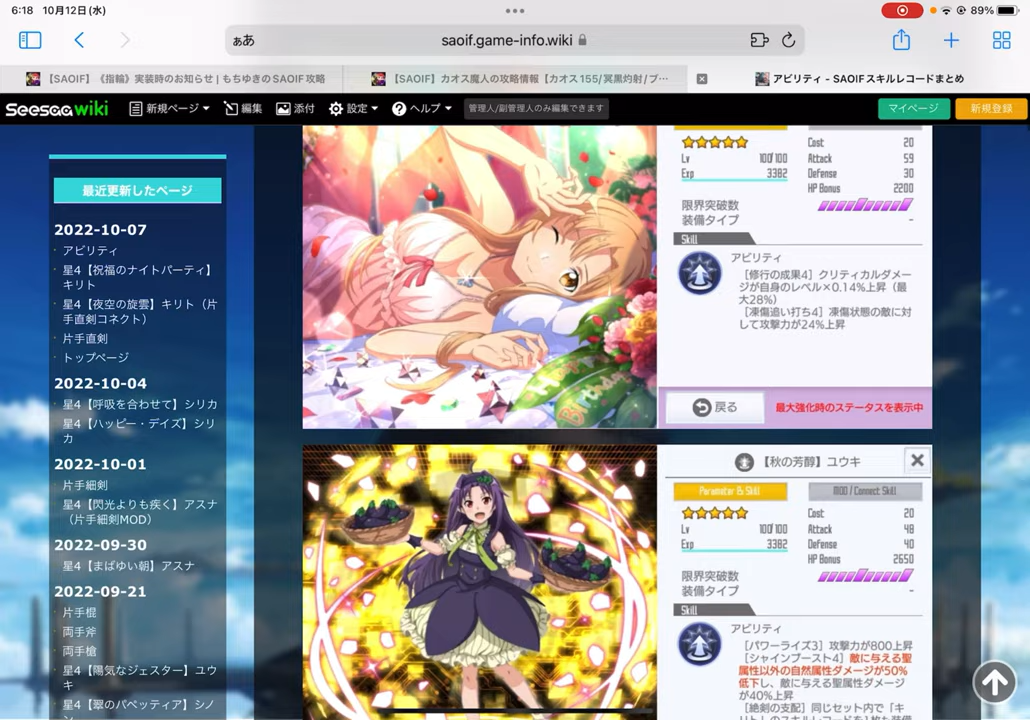 6:18 10月12日(水)
89%
ぁあ
saoif.game-info.wiki
【SAOIF】《指輪》実装時のお知らせ | もちゆきのSAOIF攻略
【SAOIF】カオス魔人の攻略情報【カオス155/冥黒灼射/ブ…
アビリティ - SAOIFスキルレコードまとめ
Seesaa wiki
新規ページ
編集
添付
設定
ヘルプ
管理人/副管理人のみ編集できます
マイページ
新規登録
最近更新したページ
2022-10-07
アビリティ
星4【祝福のナイトパーティ】
キリト
星4【夜空の旋雲】キリト（片
手直剣コネクト）
片手直剣
トップページ
2022-10-04
星4【呼吸を合わせて】シリカ
星4【ハッピー・デイズ】シリ
カ
2022-10-01
片手細剣
星4【閃光よりも疾く】アスナ
（片手細剣MOD）
2022-09-30
星4【まばゆい朝】アスナ
2022-09-21
片手棍
両手斧
両手槍
星4【陽気なジェスター】ユウ
キ
星4【翠のパペッティア】シノ
ン
Lv 100/100
Exp 3382
Cost 20
Attack 59
Defense 30
HP Bonus 2200
限界突破数
装備タイプ -
Skill
アビリティ
［修行の成果4］クリティカルダメー
ジが自身のレベル×0.14%上昇（最
大28%）
［凍傷追い打ち4］凍傷状態の敵に対
して攻撃力が24%上昇
戻る
最大強化時のステータスを表示中
【秋の芳醇】ユウキ
Parameter & Skill
MOD / Connect Skill
Lv 100/100
Exp 3382
Cost 20
Attack 48
Defense 40
HP Bonus 2650
限界突破数
装備タイプ -
Skill
アビリティ
［パワーライズ3］攻撃力が800上昇
［シャインブースト4］敵に与える聖
属性以外の自然属性ダメージが50%
低下し、敵に与える聖属性ダメージ
が40%上昇
［絶剣の支配］同じセット内で「キ